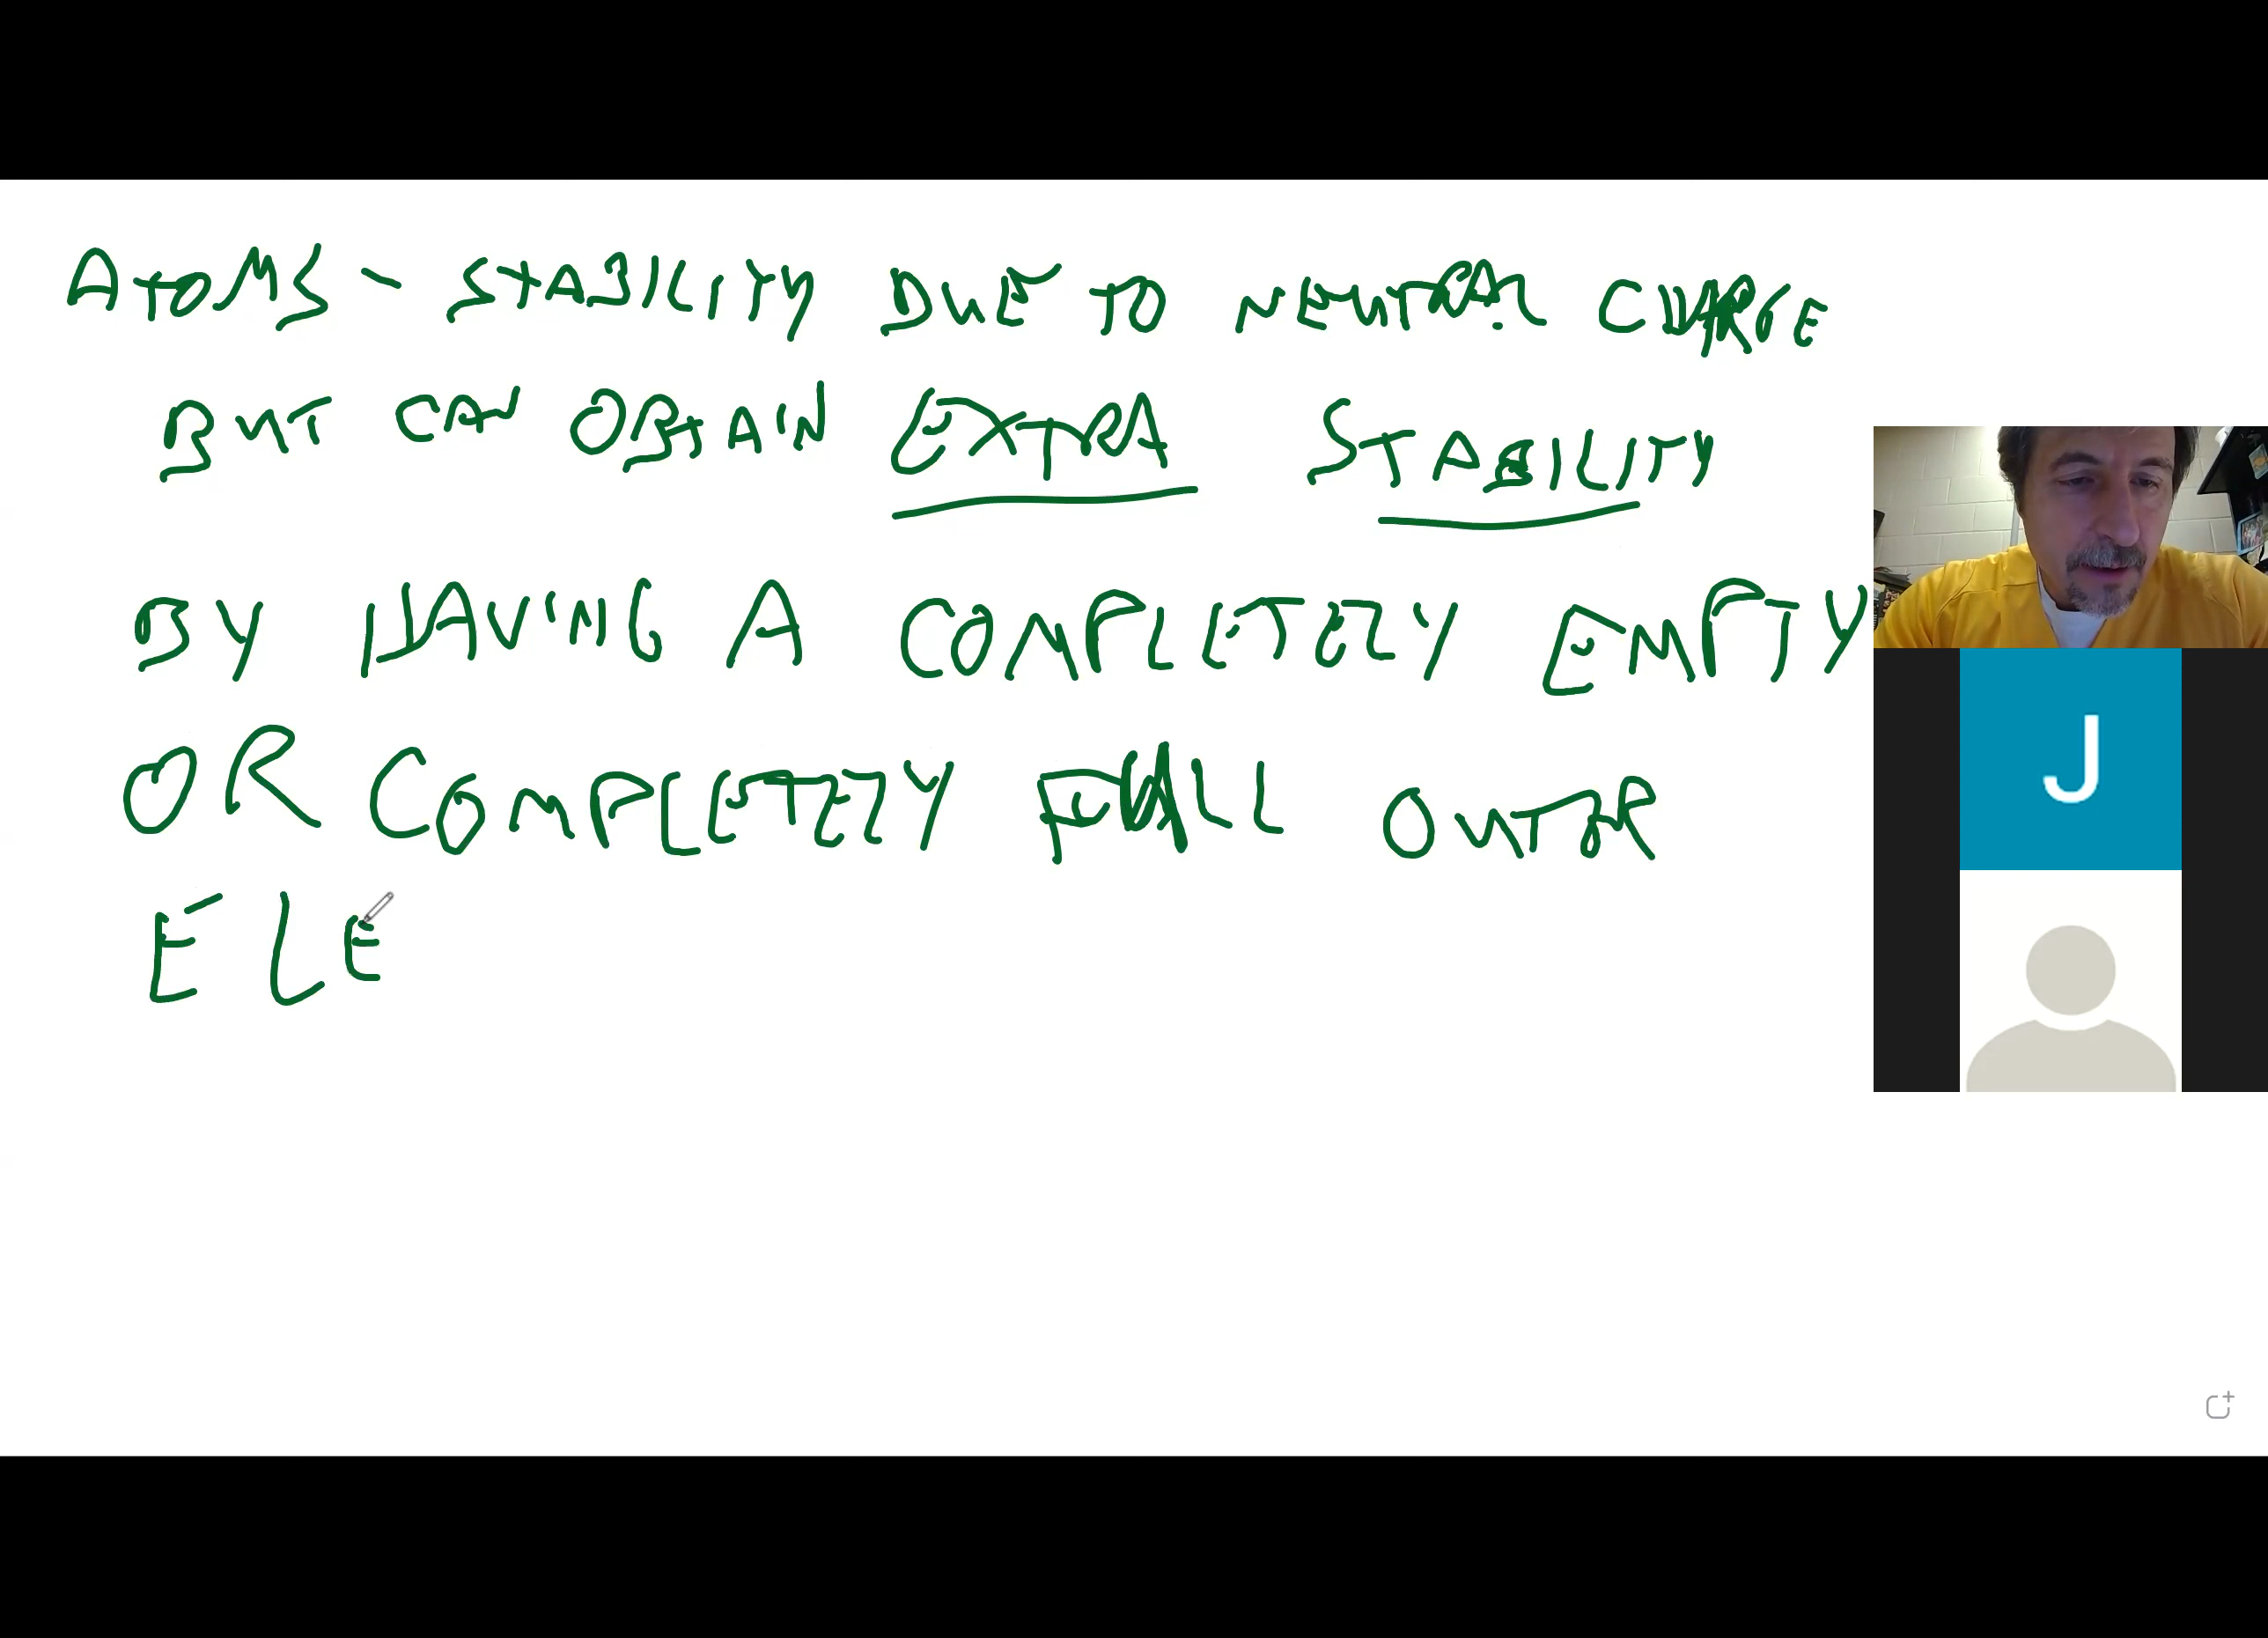 ATOMS - STABILITY DUE TO NEUTRAL CHARGE
BUT CAN OBTAIN EXTRA STABILITY
BY HAVING A COMPLETELY EMPTY
OR COMPLETELY FULL OUTER
ELE
J